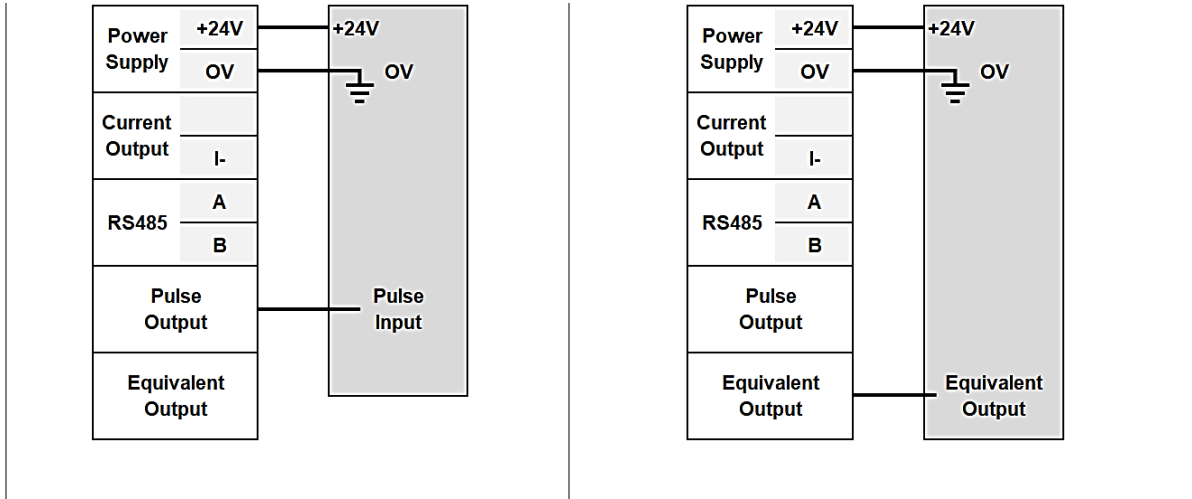 Power
Supply
+24V
OV
Current
Output
I-
RS485
A
B
Pulse
Output
Equivalent
Output
+24V
OV
Pulse
Input
Power
Supply
+24V
OV
Current
Output
I-
RS485
A
B
Pulse
Output
Equivalent
Output
+24V
OV
Equivalent
Output